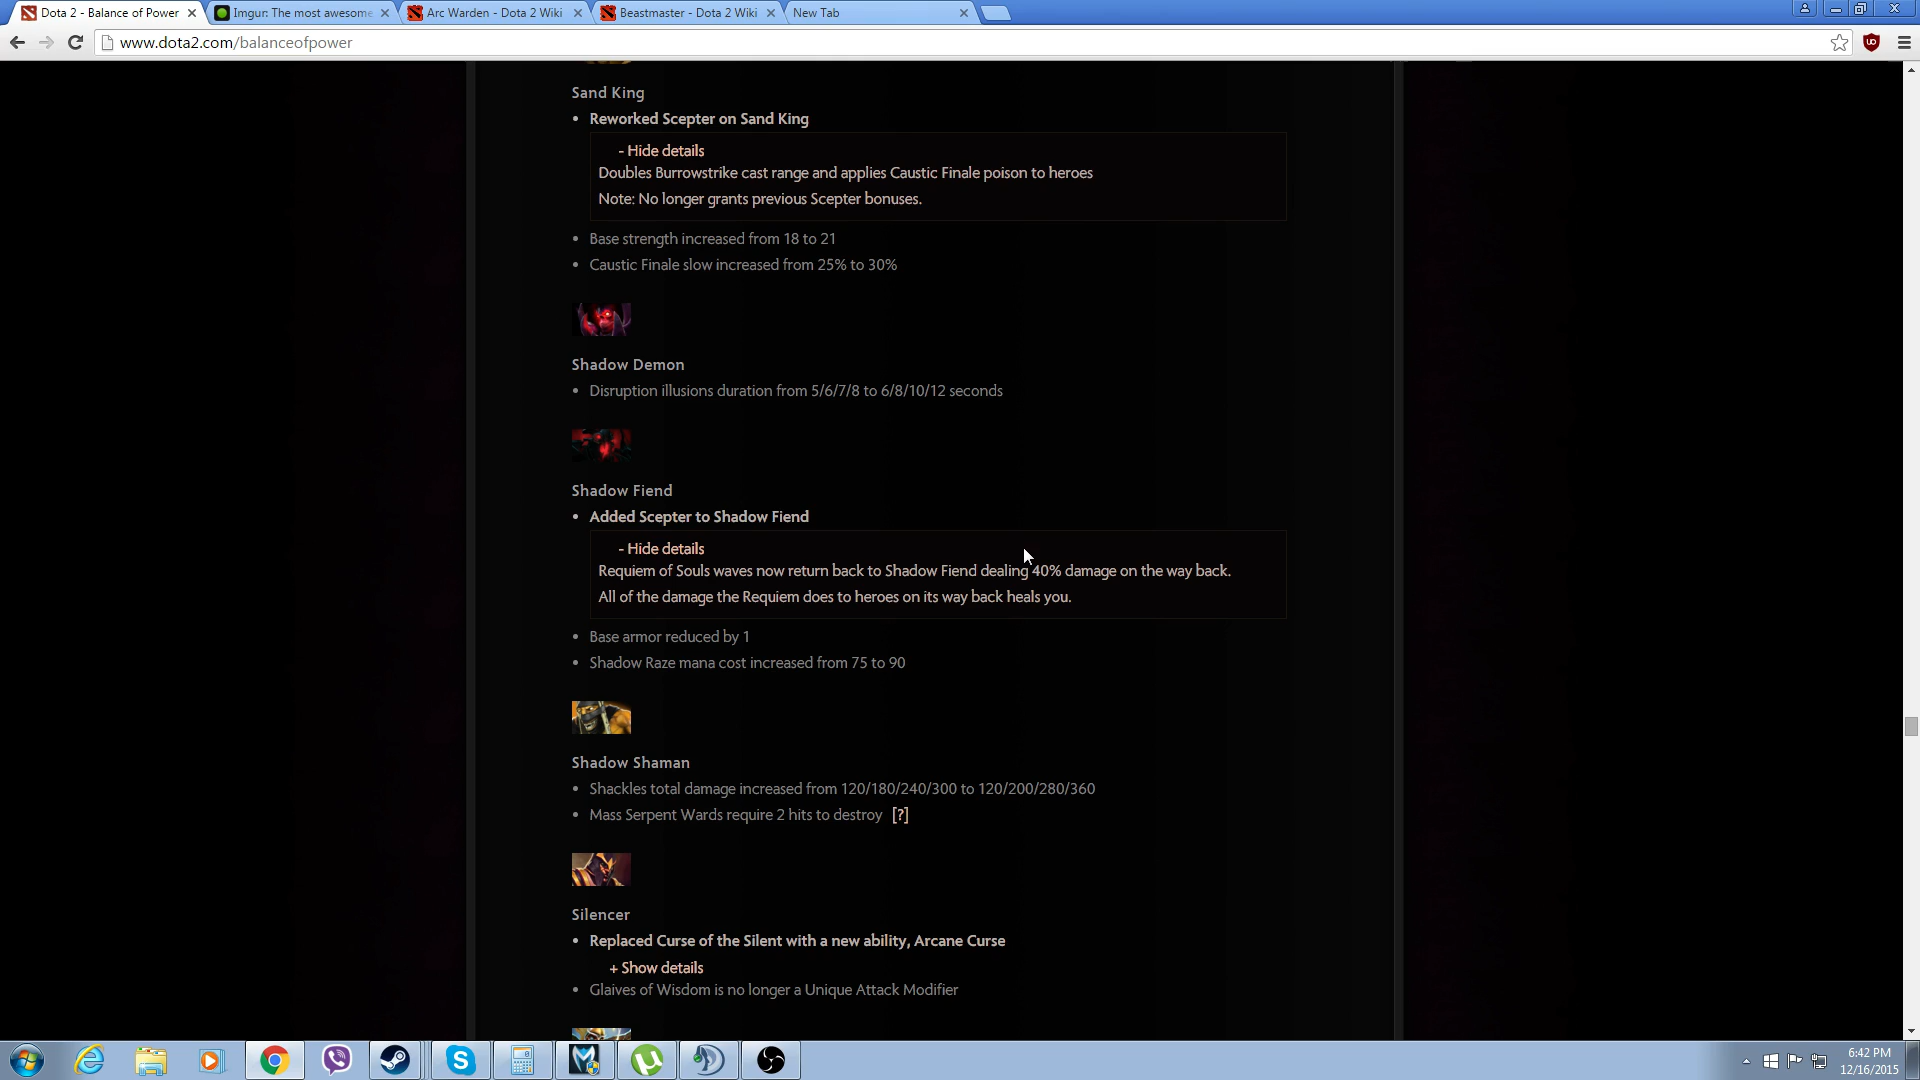 Dota 2 - Balance of Power
Imgur: The most awesome
Arc Warden - Dota 2 Wiki
Beastmaster - Dota 2 Wiki
New Tab
www.dota2.com/balanceofpower
Sand King
• Reworked Scepter on Sand King
- Hide details
Doubles Burrowstrike cast range and applies Caustic Finale poison to heroes
Note: No longer grants previous Scepter bonuses.
• Base strength increased from 18 to 21
• Caustic Finale slow increased from 25% to 30%
Shadow Demon
• Disruption illusions duration from 5/6/7/8 to 6/8/10/12 seconds
Shadow Fiend
• Added Scepter to Shadow Fiend
- Hide details
Requiem of Souls waves now return back to Shadow Fiend dealing 40% damage on the way back.
All of the damage the Requiem does to heroes on its way back heals you.
• Base armor reduced by 1
• Shadow Raze mana cost increased from 75 to 90
Shadow Shaman
• Shackles total damage increased from 120/180/240/300 to 120/200/280/360
• Mass Serpent Wards require 2 hits to destroy [?]
Silencer
• Replaced Curse of the Silent with a new ability, Arcane Curse
+ Show details
• Glaives of Wisdom is no longer a Unique Attack Modifier
6:42 PM
12/16/2015